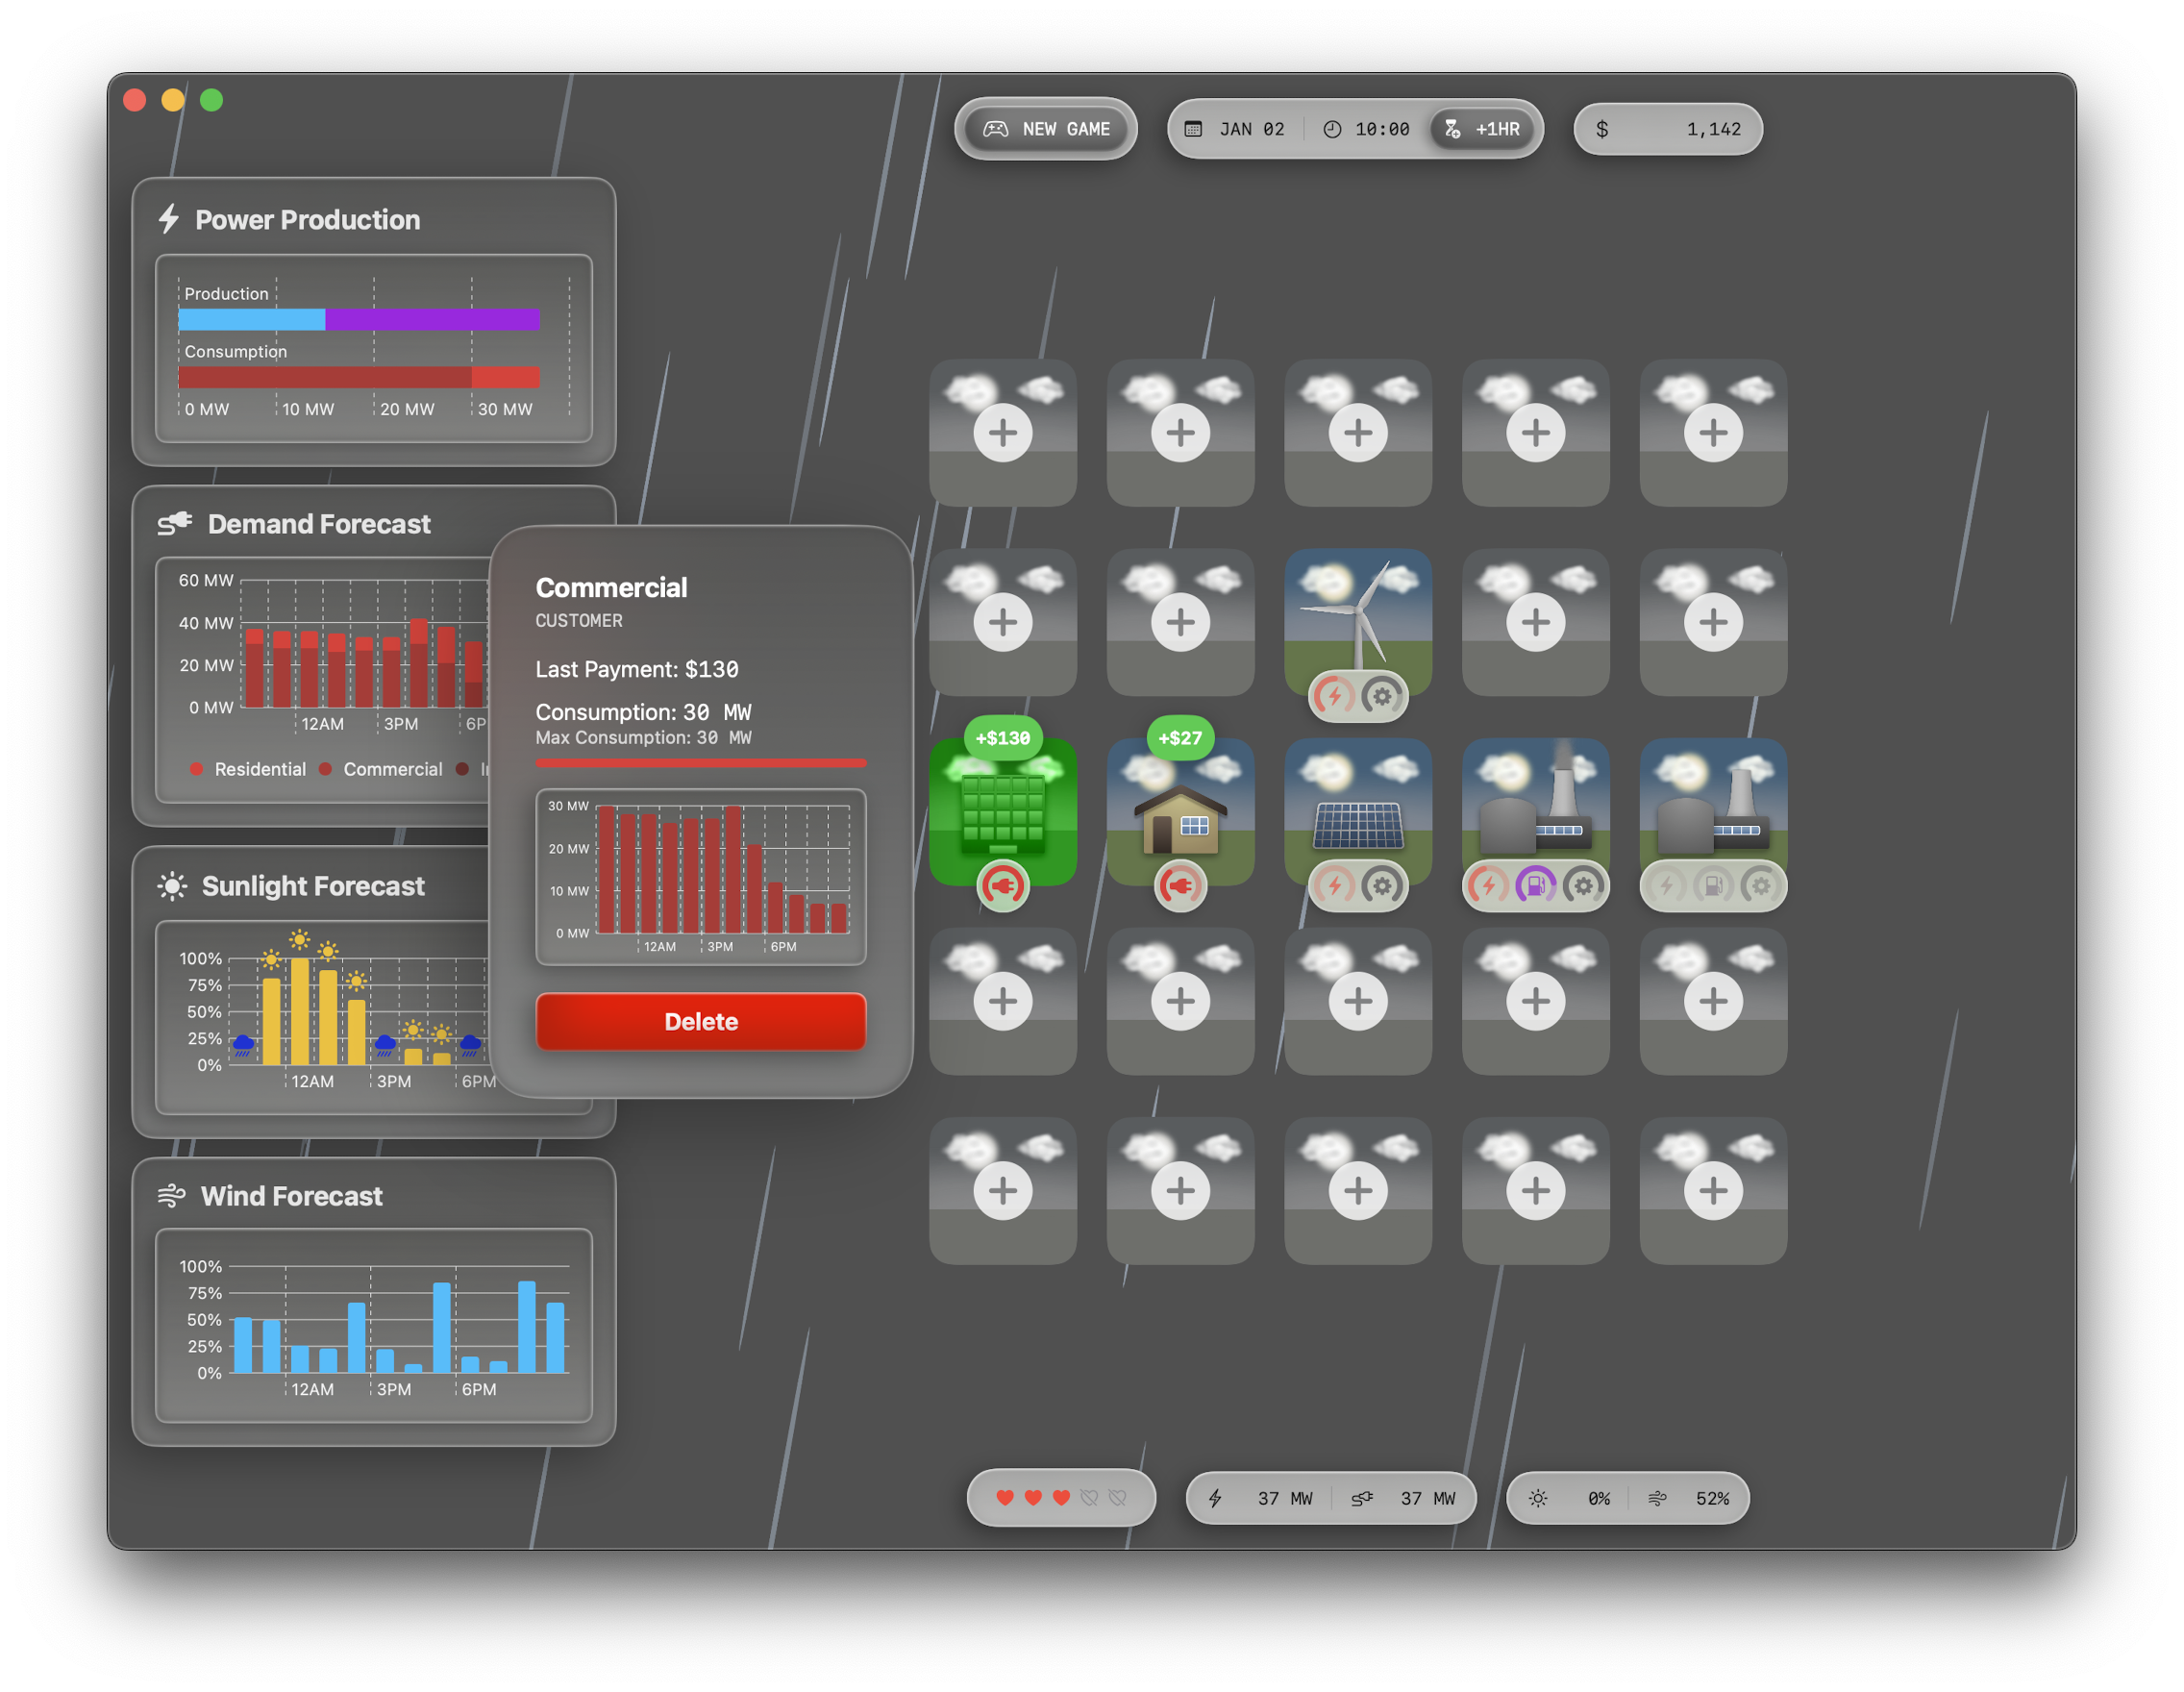 NEW GAME
JAN 02
10:00
+1HR
$ 1,142
Power Production
Production
Consumption
0 MW
10 MW
20 MW
30 MW
Demand Forecast
60 MW
40 MW
20 MW
0 MW
12AM
3PM
6P
Residential
Commercial
Sunlight Forecast
100%
75%
50%
25%
0%
12AM
3PM
6PM
Wind Forecast
100%
75%
50%
25%
0%
12AM
3PM
6PM
Commercial
CUSTOMER
Last Payment: $130
Consumption: 30 MW
Max Consumption: 30 MW
30 MW
20 MW
10 MW
0 MW
12AM
3PM
6PM
Delete
+$130
+$27
37 MW
37 MW
0%
52%